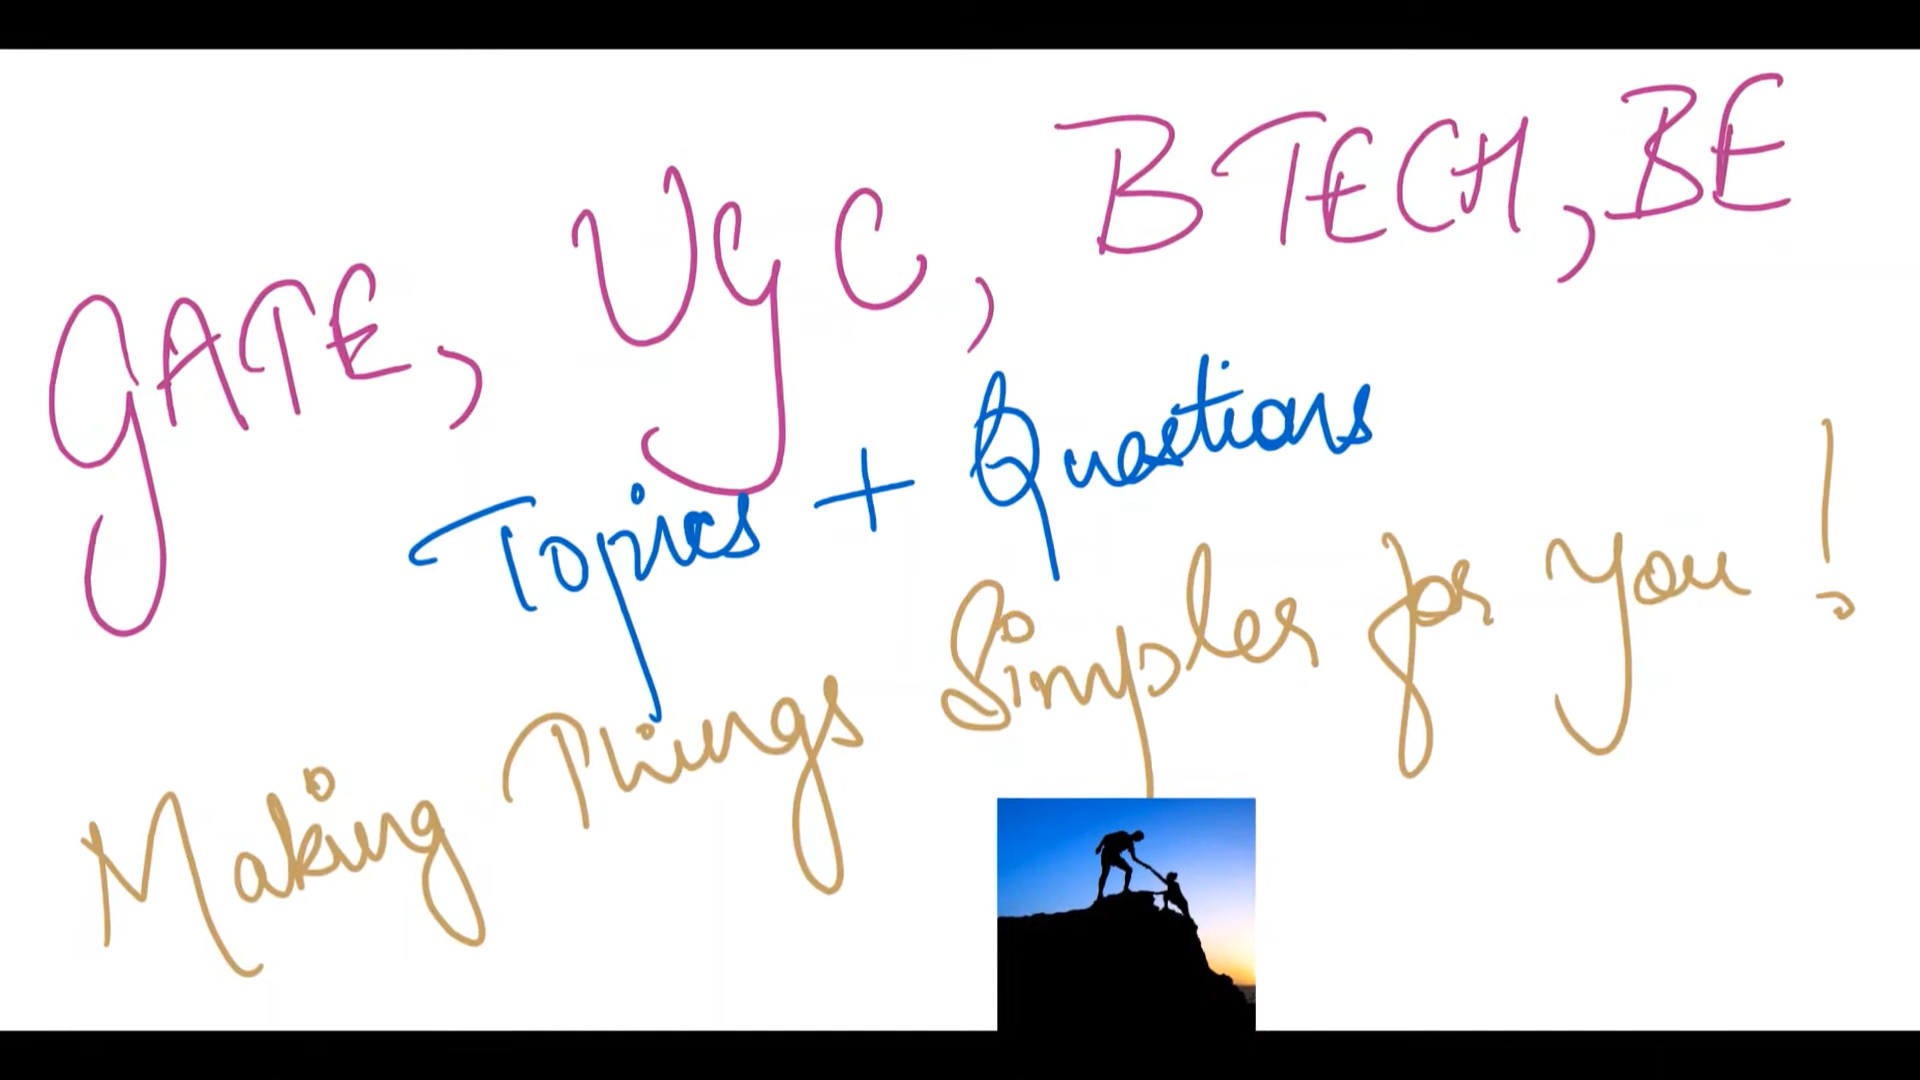 GATE, UGC, BTECH, BE
Topics + Questions
Making Things Simpler for you!